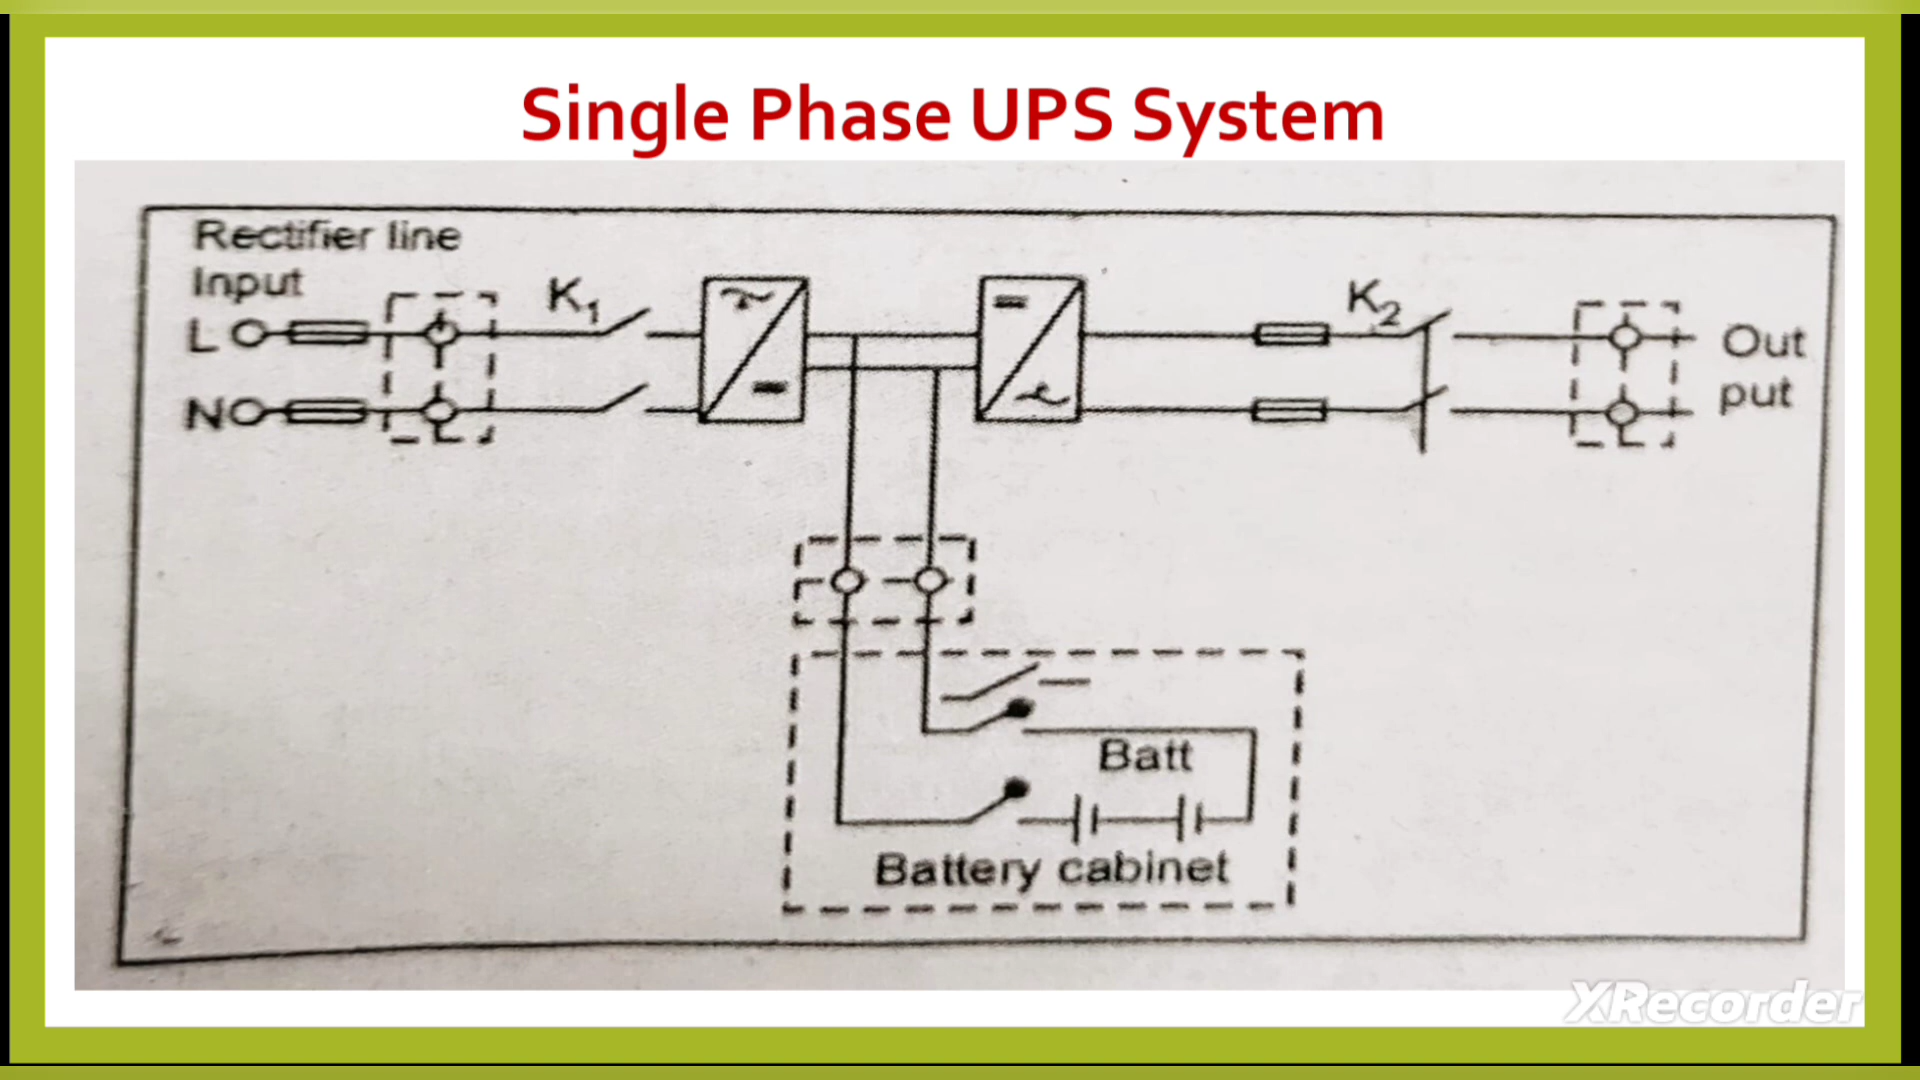 Single Phase UPS System
Rectifier line
Input
L
N
K1
K2
Out
put
Batt
Battery cabinet
XRecorder